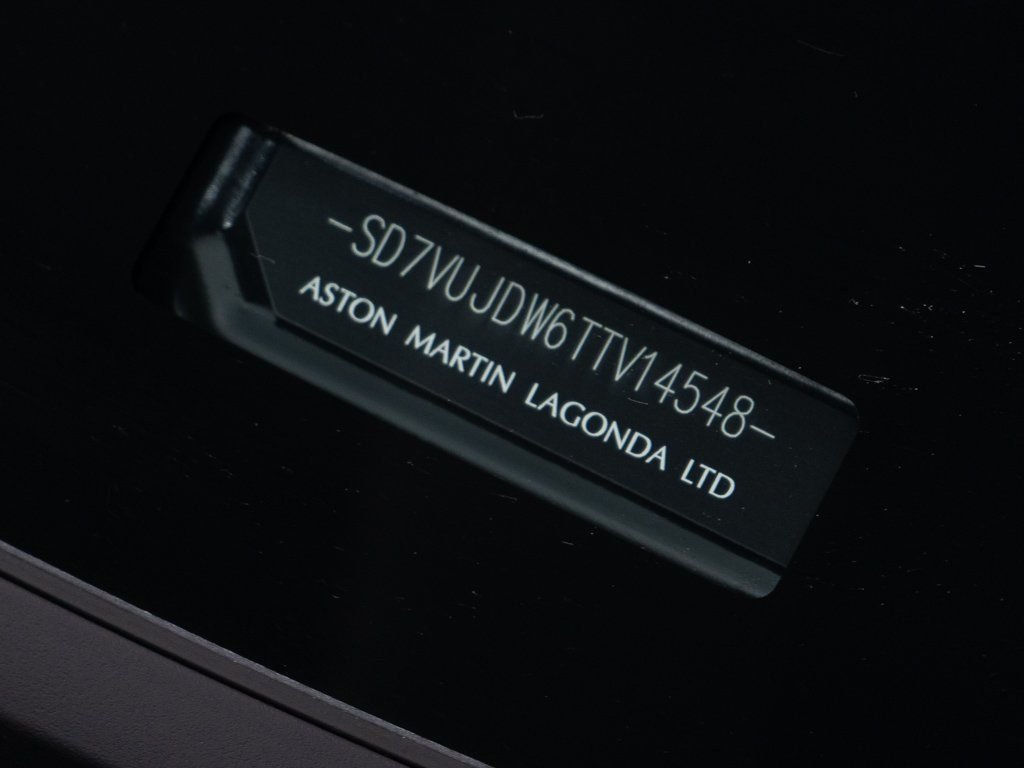 -SD7VUJDW6TTV14548-
ASTON MARTIN LAGONDA LTD